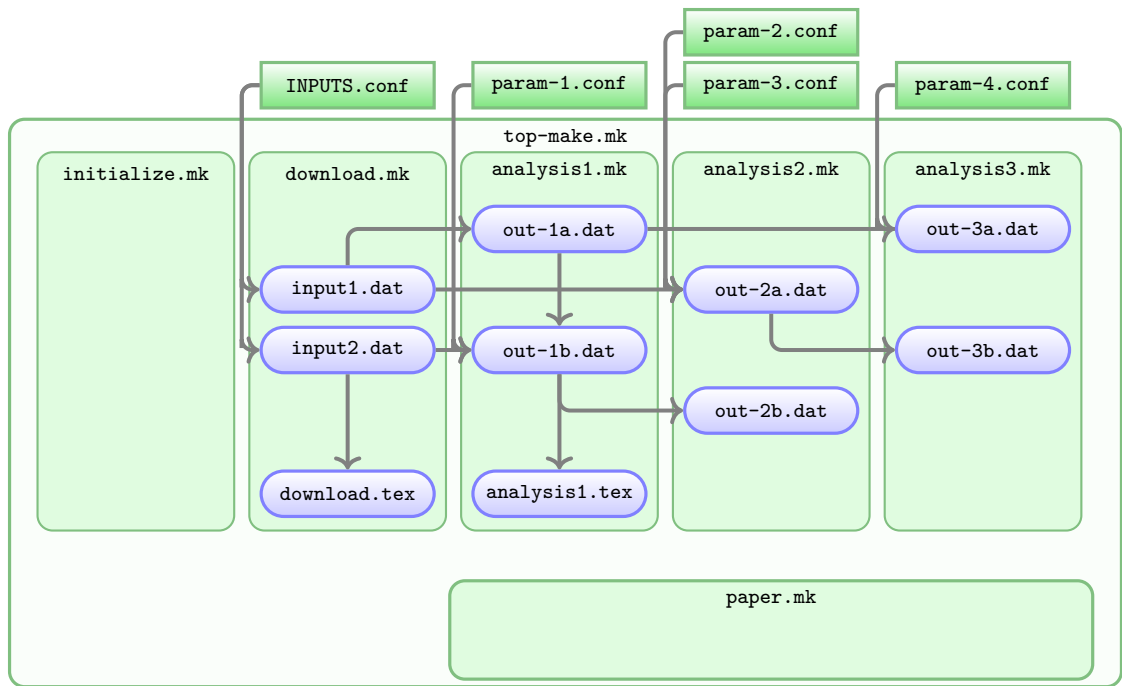 param-2.conf
INPUTS.conf
param-1.conf
param-3.conf
param-4.conf
top-make.mk
initialize.mk
download.mk
analysis1.mk
analysis2.mk
analysis3.mk
out-1a.dat
out-3a.dat
input1.dat
out-2a.dat
input2.dat
out-1b.dat
out-3b.dat
out-2b.dat
download.tex
analysis1.tex
paper.mk